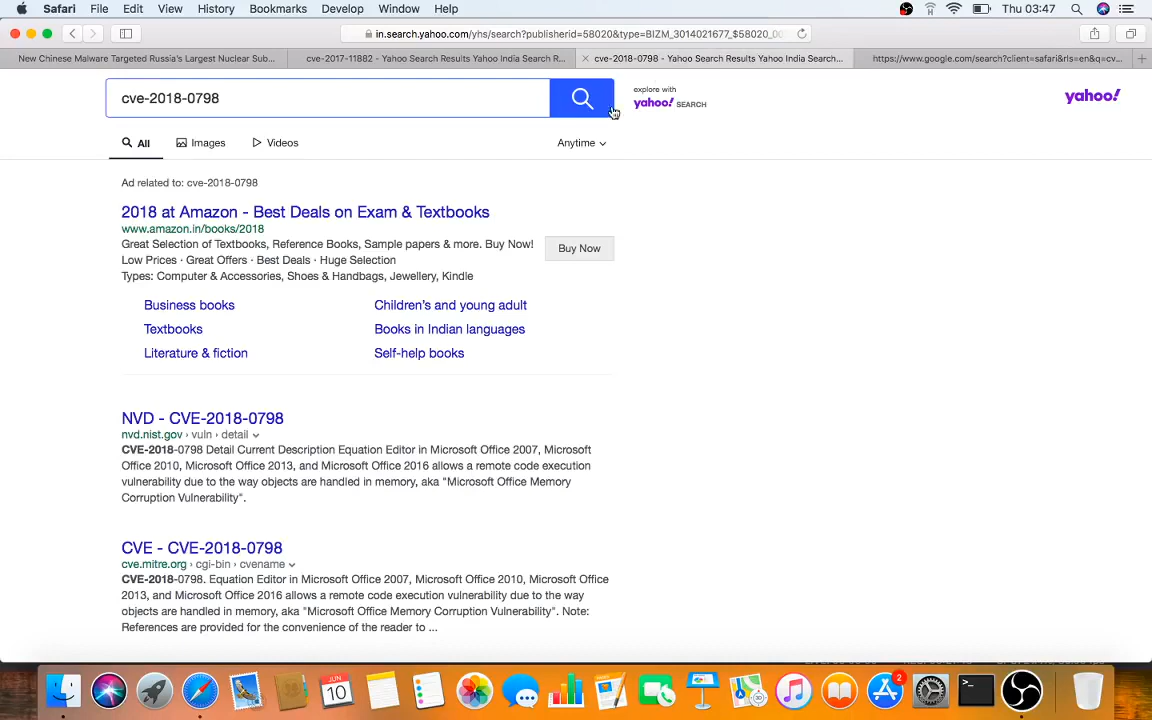 Safari File Edit View History Bookmarks Develop Window Help Thu 03:47
in.search.yahoo.com/yhs/search?publisherid=58020&type=BIZM_3014021677_$58020_00...
New Chinese Malware Targeted Russia's Largest Nuclear Sub... cve-2017-11882 - Yahoo Search Results Yahoo India Search R... cve-2018-0798 - Yahoo Search Results Yahoo India Search... https://www.google.com/search?client=safari&rls=en&q=cv...
cve-2018-0798
explore with
yahoo! SEARCH
yahoo!
All Images Videos Anytime
Ad related to: cve-2018-0798
2018 at Amazon - Best Deals on Exam & Textbooks
www.amazon.in/books/2018
Great Selection of Textbooks, Reference Books, Sample papers & more. Buy Now!
Low Prices · Great Offers · Best Deals · Huge Selection
Types: Computer & Accessories, Shoes & Handbags, Jewellery, Kindle
Buy Now
Business books Children's and young adult
Textbooks Books in Indian languages
Literature & fiction Self-help books
NVD - CVE-2018-0798
nvd.nist.gov › vuln › detail
CVE-2018-0798 Detail Current Description Equation Editor in Microsoft Office 2007, Microsoft
Office 2010, Microsoft Office 2013, and Microsoft Office 2016 allows a remote code execution
vulnerability due to the way objects are handled in memory, aka "Microsoft Office Memory
Corruption Vulnerability".
CVE - CVE-2018-0798
cve.mitre.org › cgi-bin › cvename
CVE-2018-0798. Equation Editor in Microsoft Office 2007, Microsoft Office 2010, Microsoft Office
2013, and Microsoft Office 2016 allows a remote code execution vulnerability due to the way
objects are handled in memory, aka "Microsoft Office Memory Corruption Vulnerability". Note:
References are provided for the convenience of the reader to ...
JUN
10
2